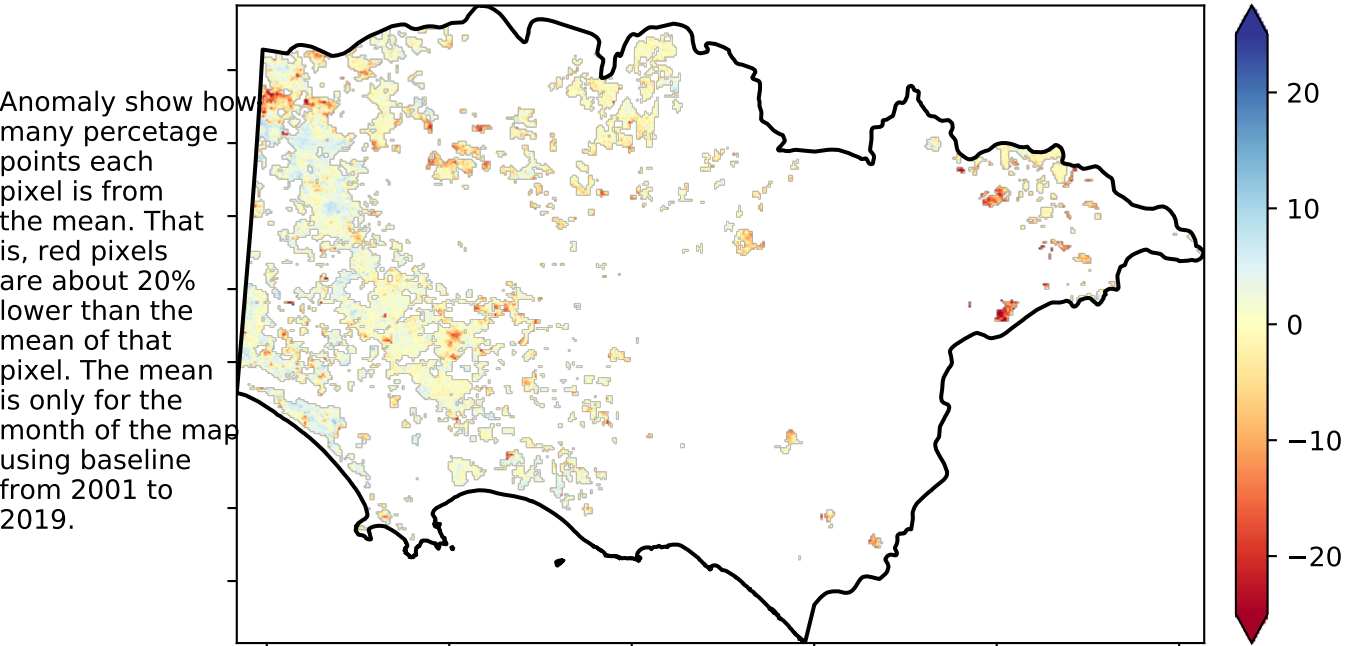 Anomaly show how
many percetage
points each
pixel is from
the mean. That
is, red pixels
are about 20%
lower than the
mean of that
pixel. The mean
is only for the
month of the map
using baseline
from 2001 to
2019.
20
10
0
−10
−20